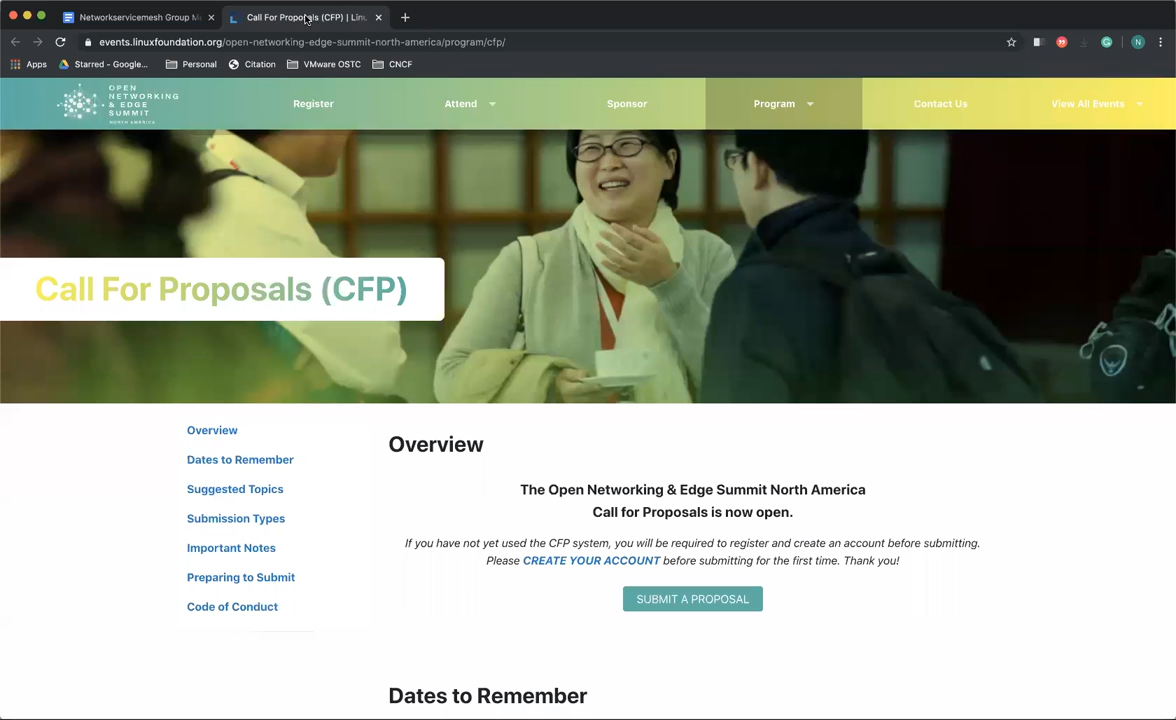 Networkservicemesh Group M
Call For Proposals (CFP) | Linu
events.linuxfoundation.org/open-networking-edge-summit-north-america/program/cfp/
N
Apps
Starred - Google...
Personal
Citation
VMware OSTC
CNCF
OPEN
NETWORKING
& EDGE
SUMMIT
NORTH AMERICA
Register
Attend
Sponsor
Program
Contact Us
View All Events
Call For Proposals (CFP)
Overview
Dates to Remember
Suggested Topics
Submission Types
Important Notes
Preparing to Submit
Code of Conduct
Overview
The Open Networking & Edge Summit North America
Call for Proposals is now open.
If you have not yet used the CFP system, you will be required to register and create an account before submitting.
Please CREATE YOUR ACCOUNT before submitting for the first time. Thank you!
SUBMIT A PROPOSAL
Dates to Remember